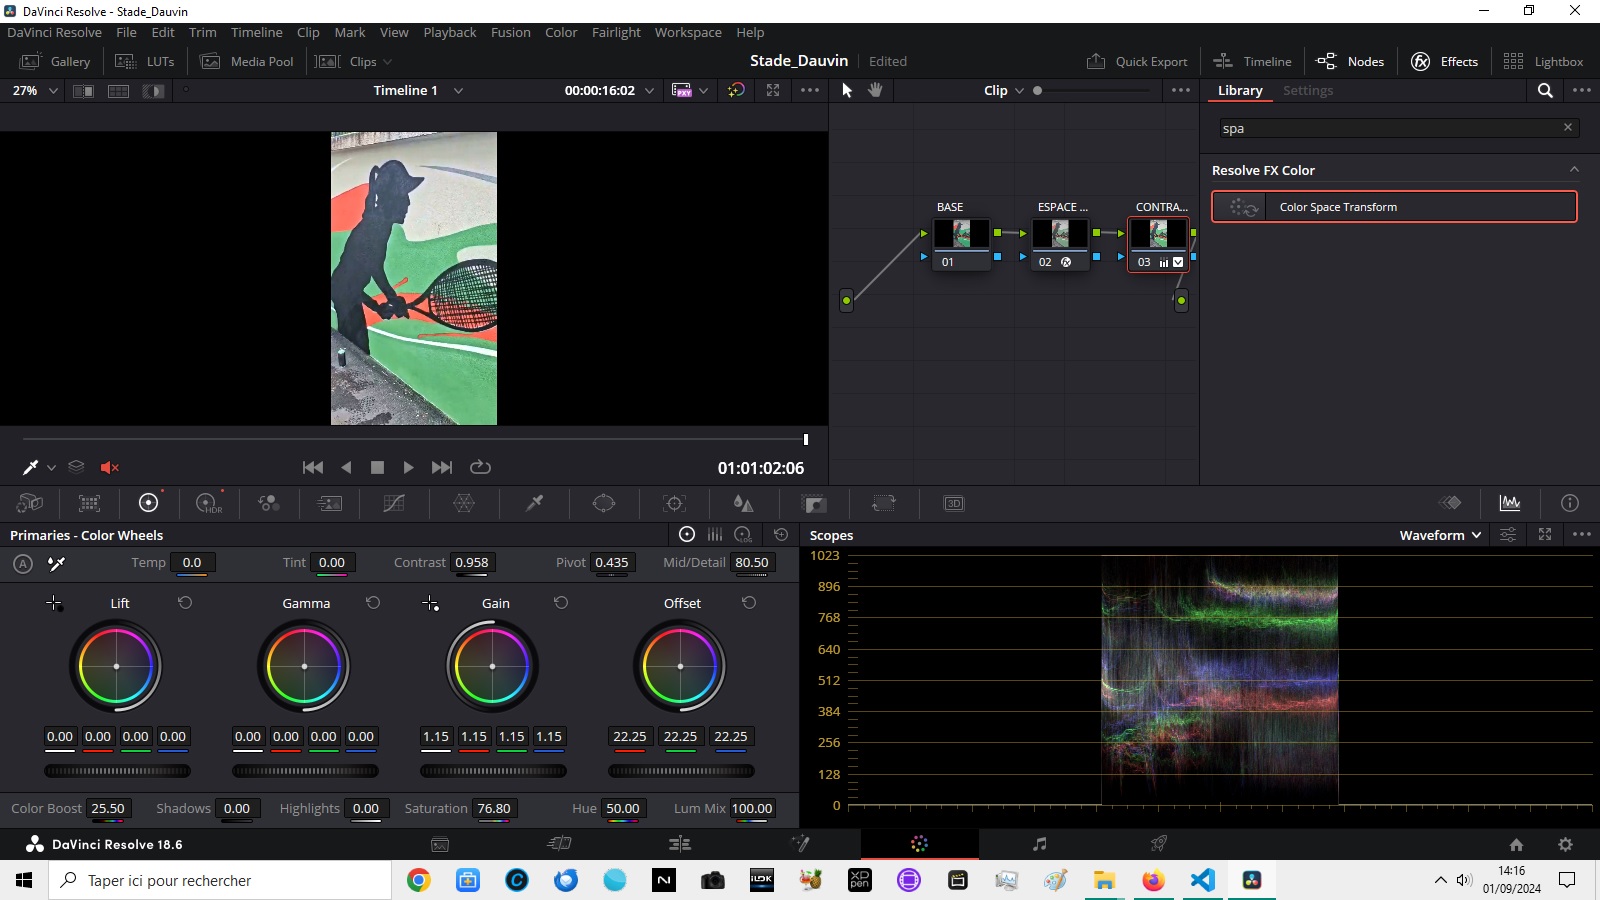 DaVinci Resolve - Stade_Dauvin
DaVinci Resolve File Edit Trim Timeline Clip Mark View Playback Fusion Color Fairlight Workspace Help
Gallery LUTs Media Pool Clips Stade_Dauvin Edited Quick Export Timeline Nodes Effects Lightbox
27% Timeline 1 00:00:16:02 PXY Clip Library Settings
spa
Resolve FX Color
Color Space Transform
BASE ESPACE ... CONTRA...
01 02 fx 03
01:01:02:06
HDR 3D
Primaries - Color Wheels LOG Scopes Waveform
A Temp 0.0 Tint 0.00 Contrast 0.958 Pivot 0.435 Mid/Detail 80.50
Lift Gamma Gain Offset
0.00 0.00 0.00 0.00 0.00 0.00 0.00 0.00 1.15 1.15 1.15 1.15 22.25 22.25 22.25
Color Boost 25.50 Shadows 0.00 Highlights 0.00 Saturation 76.80 Hue 50.00 Lum Mix 100.00
1023
896
768
640
512
384
256
128
0
DaVinci Resolve 18.6
Taper ici pour rechercher
XD
pen
14:16
01/09/2024